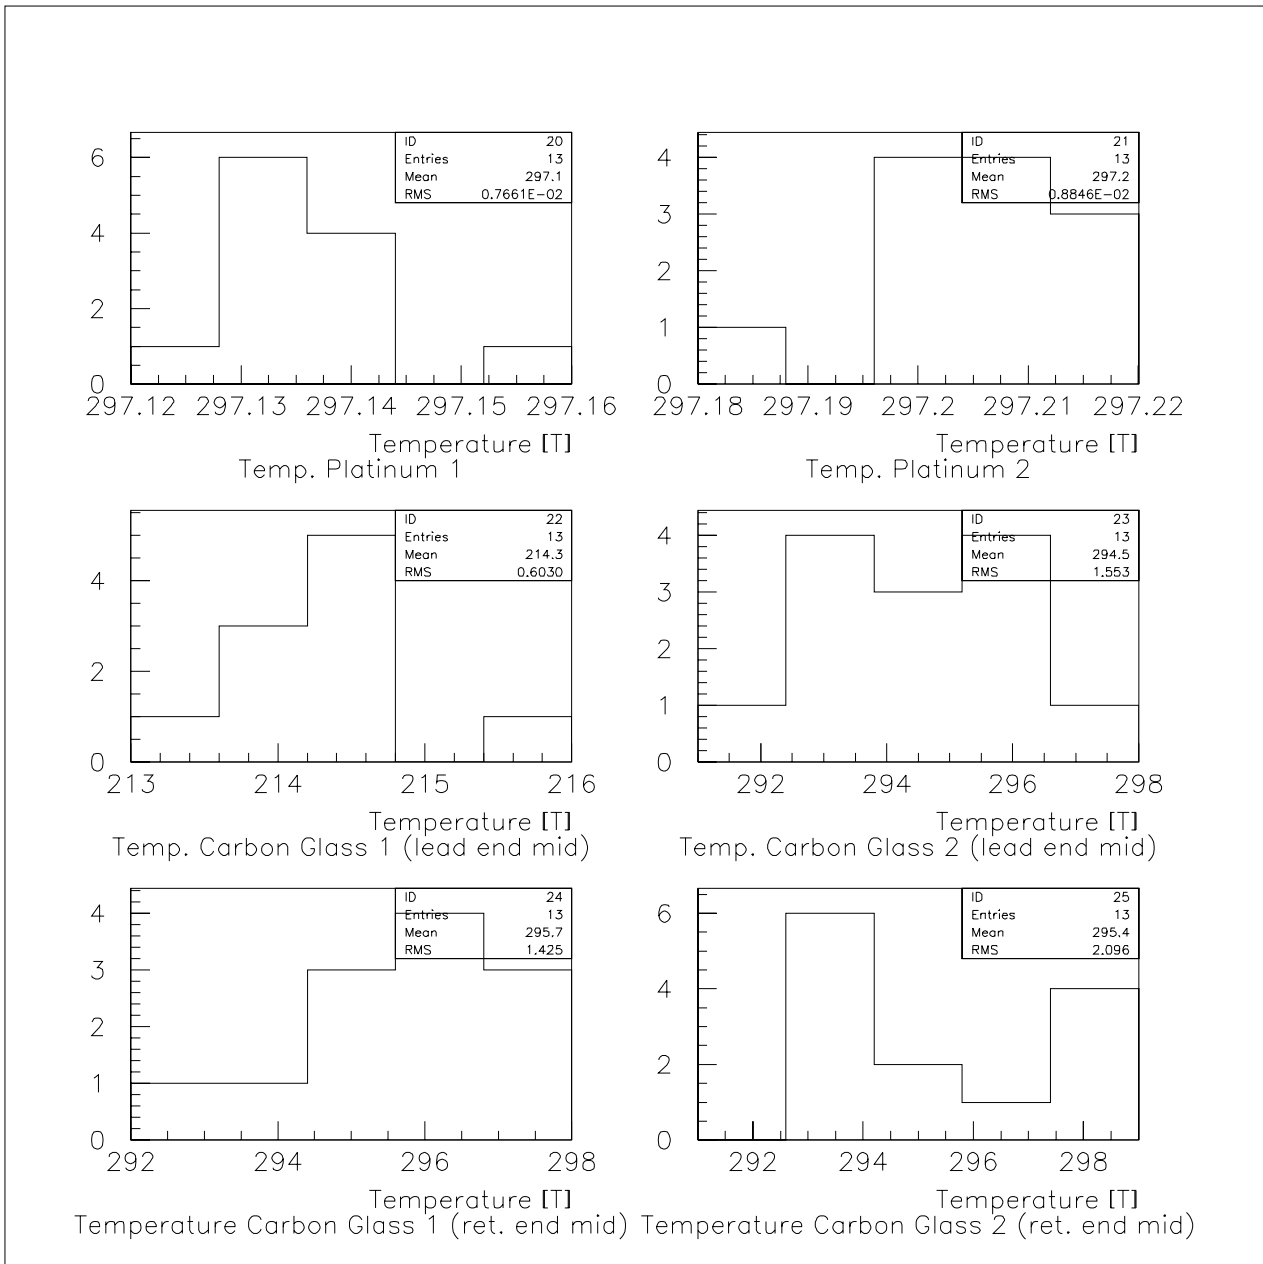 ID 20
Entries 13
Mean 297.1
RMS 0.7661E-02
6
4
2
0
297.12 297.13 297.14 297.15 297.16
Temperature [T]
Temp. Platinum 1
ID 21
Entries 13
Mean 297.2
RMS 0.8846E-02
4
3
2
1
0
297.18 297.19 297.2 297.21 297.22
Temperature [T]
Temp. Platinum 2
ID 22
Entries 13
Mean 214.3
RMS 0.6030
4
2
0
213 214 215 216
Temperature [T]
Temp. Carbon Glass 1 (lead end mid)
ID 23
Entries 13
Mean 294.5
RMS 1.553
4
3
2
1
0
292 294 296 298
Temperature [T]
Temp. Carbon Glass 2 (lead end mid)
ID 24
Entries 13
Mean 295.7
RMS 1.425
4
3
2
1
0
292 294 296 298
Temperature [T]
Temperature Carbon Glass 1 (ret. end mid)
ID 25
Entries 13
Mean 295.4
RMS 2.096
6
4
2
0
292 294 296 298
Temperature [T]
Temperature Carbon Glass 2 (ret. end mid)